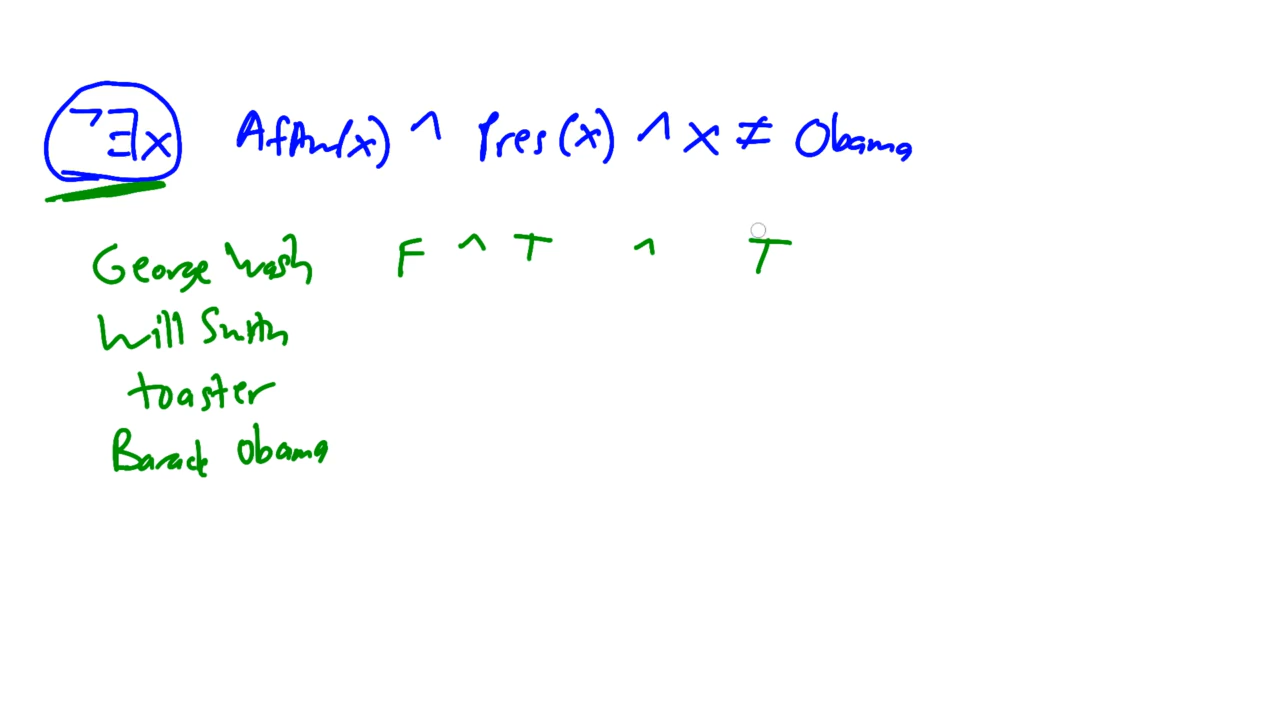 ¬∃x AfAm(x) ^ Pres(x) ^ x ≠ Obama
George Wash F ^ T ^ T
Will Smith
toaster
Barack Obama